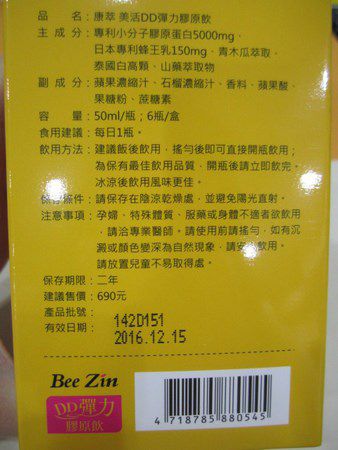 品　　名：康萃 美活DD彈力膠原飲
主 成 分：專利小分子膠原蛋白5000mg、
日本專利蜂王乳150mg、青木瓜萃取、
泰國白高顆、山藥萃取物
副 成 分：蘋果濃縮汁、石榴濃縮汁、香料、蘋果酸、
果糖粉、蔗糖素
容　　量：50ml/瓶；6瓶/盒
食用建議：每日1瓶。
飲用方法：建議飯後飲用，搖勻後即可直接開瓶飲用；
為保有最佳飲用品質，開瓶後請立即飲完。
冰涼後飲用風味更佳。
保存條件：請保存在陰涼乾燥處，並避免陽光直射。
注意事項：孕婦、特殊體質、服藥或身體不適者欲飲用
，請洽專業醫師。請使用前請搖勻，如有沉
澱或顏色變深為自然現象，請安心飲用。
請放置兒童不易取得處。
保存期限：二年
建議售價：690元
產品批號：
142D151
有效日期：
2016.12.15
Bee Zin
DD彈力
膠原飲
4 718785 880545